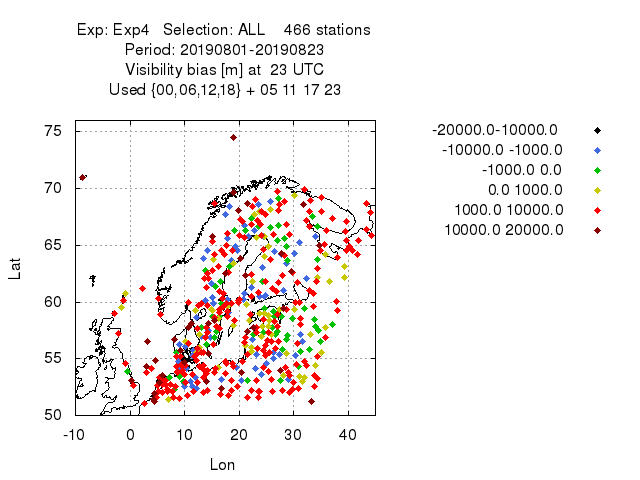 Exp: Exp4 Selection: ALL 466 stations
Period: 20190801-20190823
Visibility bias [m] at 23 UTC
Used {00,06,12,18} + 05 11 17 23
-20000.0-10000.0
-10000.0 -1000.0
-1000.0 0.0
0.0 1000.0
1000.0 10000.0
10000.0 20000.0
75
70
65
60
55
50
Lat
-10 0 10 20 30 40
Lon